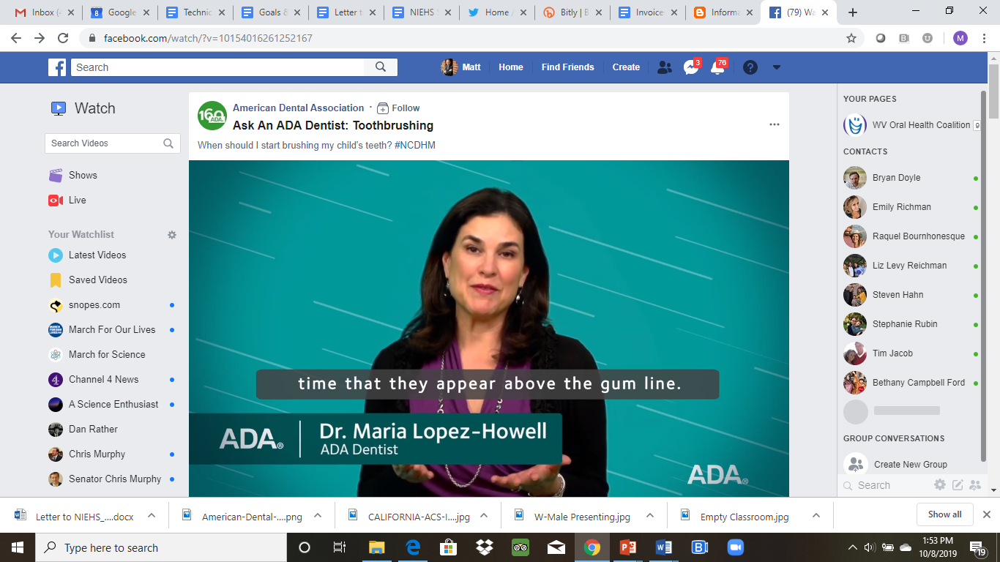 Inbox (4
Google
8
Technic
Goals &
Letter t
NIEHS
Home /
Bitly | B
Invoice
Informa
(79) Wa
facebook.com/watch/?v=10154016261252167
M
Search
Matt
Home
Find Friends
Create
3
76
Watch
Search Videos
Shows
Live
Your Watchlist
Latest Videos
Saved Videos
snopes.com
March For Our Lives
March for Science
Channel 4 News
A Science Enthusiast
Dan Rather
Chris Murphy
Senator Chris Murphy
160 ADA
American Dental Association · Follow
Ask An ADA Dentist: Toothbrushing
When should I start brushing my child's teeth? #NCDHM
time that they appear above the gum line.
ADA®
Dr. Maria Lopez-Howell
ADA Dentist
ADA®
YOUR PAGES
WV Oral Health Coalition 9
CONTACTS
Bryan Doyle
Emily Richman
Raquel Bournhonesque
Liz Levy Reichman
Steven Hahn
Stephanie Rubin
Tim Jacob
Bethany Campbell Ford
GROUP CONVERSATIONS
Create New Group
Search
Letter to NIEHS_....docx
American-Dental-....png
CALIFORNIA-ACS-I....jpg
W-Male Presenting.jpg
Empty Classroom.jpg
Show all
Type here to search
1:53 PM
10/8/2019
19